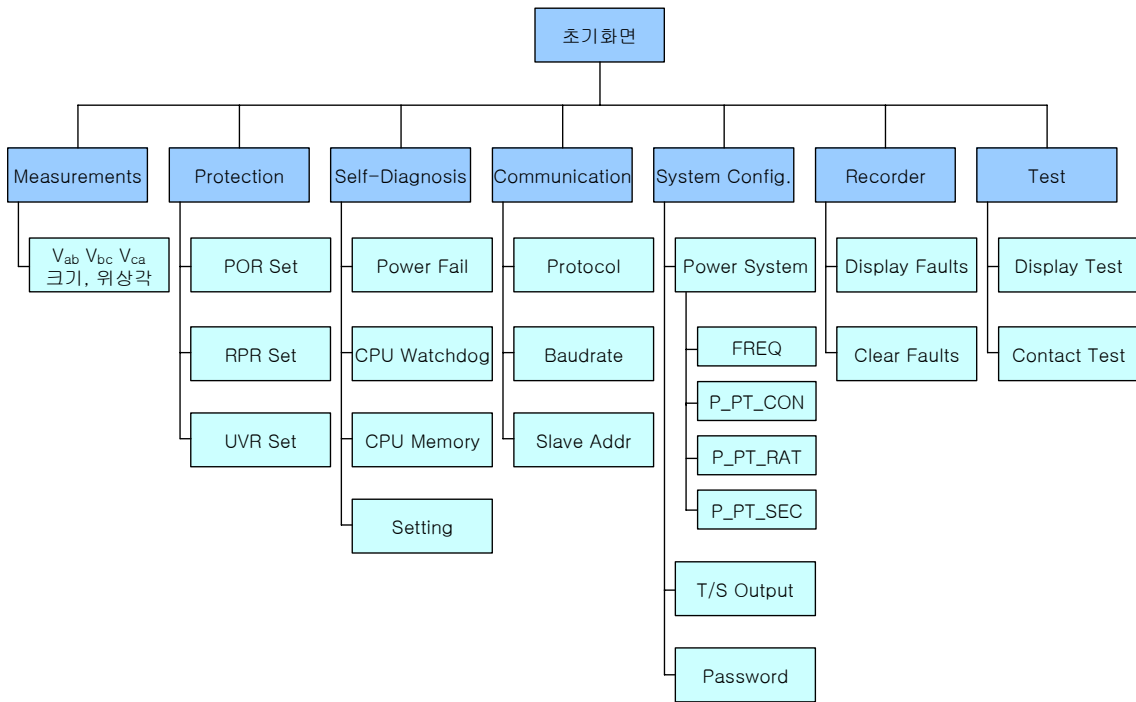 초기화면
Measurements
Protection
Self-Diagnosis
Communication
System Config.
Recorder
Test
Vab Vbc Vca
크기, 위상각
POR Set
RPR Set
UVR Set
Power Fail
CPU Watchdog
CPU Memory
Setting
Protocol
Baudrate
Slave Addr
Power System
FREQ
P_PT_CON
P_PT_RAT
P_PT_SEC
T/S Output
Password
Display Faults
Clear Faults
Display Test
Contact Test